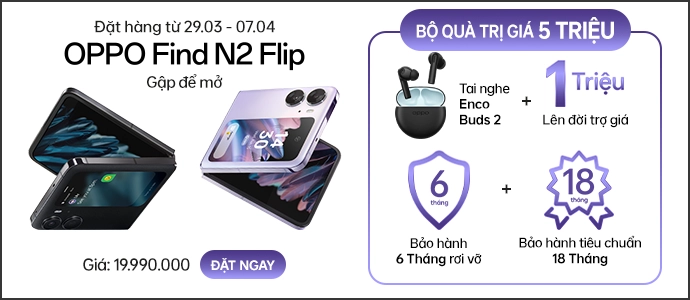 Đặt hàng từ 29.03 - 07.04
OPPO Find N2 Flip
Gập để mở
Giá: 19.990.000
ĐẶT NGAY
BỘ QUÀ TRỊ GIÁ 5 TRIỆU
Tai nghe
Enco
Buds 2
+
1 Triệu
Lên đời trợ giá
6
tháng
Bảo hành
6 Tháng rơi vỡ
+
18
tháng
Bảo hành tiêu chuẩn
18 Tháng